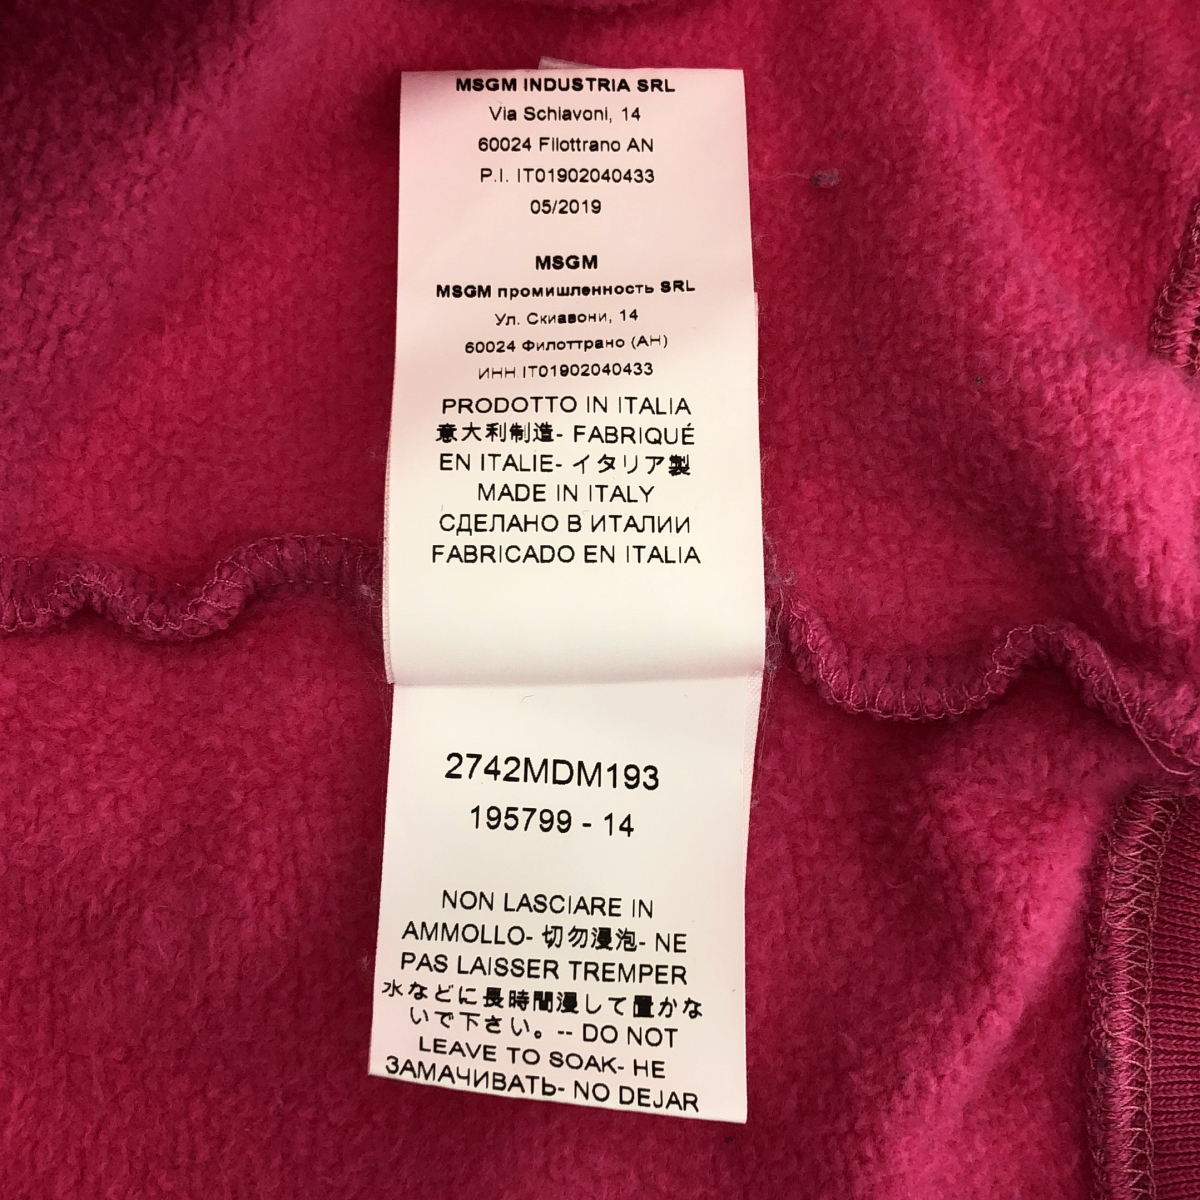 MSGM INDUSTRIA SRL
Via Schiavoni, 14
60024 Filottrano AN
P.I. IT01902040433
05/2019
MSGM
MSGM промишленность SRL
Ул. Скиавони, 14
60024 Филоттрано (АН)
ИНН IT01902040433
PRODOTTO IN ITALIA
意大利制造- FABRIQUÉ
EN ITALIE- イタリア製
MADE IN ITALY
СДЕЛАНО В ИТАЛИИ
FABRICADO EN ITALIA
2742MDM193
195799 - 14
NON LASCIARE IN
AMMOLLO- 切勿浸泡- NE
PAS LAISSER TREMPER
水などに長時間浸して置かな
いで下さい。-- DO NOT
LEAVE TO SOAK- НЕ
ЗАМАЧИВАТЬ- NO DEJAR